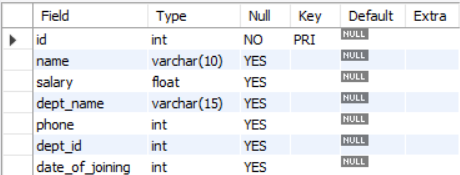 Field Type Null Key Default Extra
id int NO PRI NULL
name varchar(10) YES NULL
salary float YES NULL
dept_name varchar(15) YES NULL
phone int YES NULL
dept_id int YES NULL
date_of_joining int YES NULL